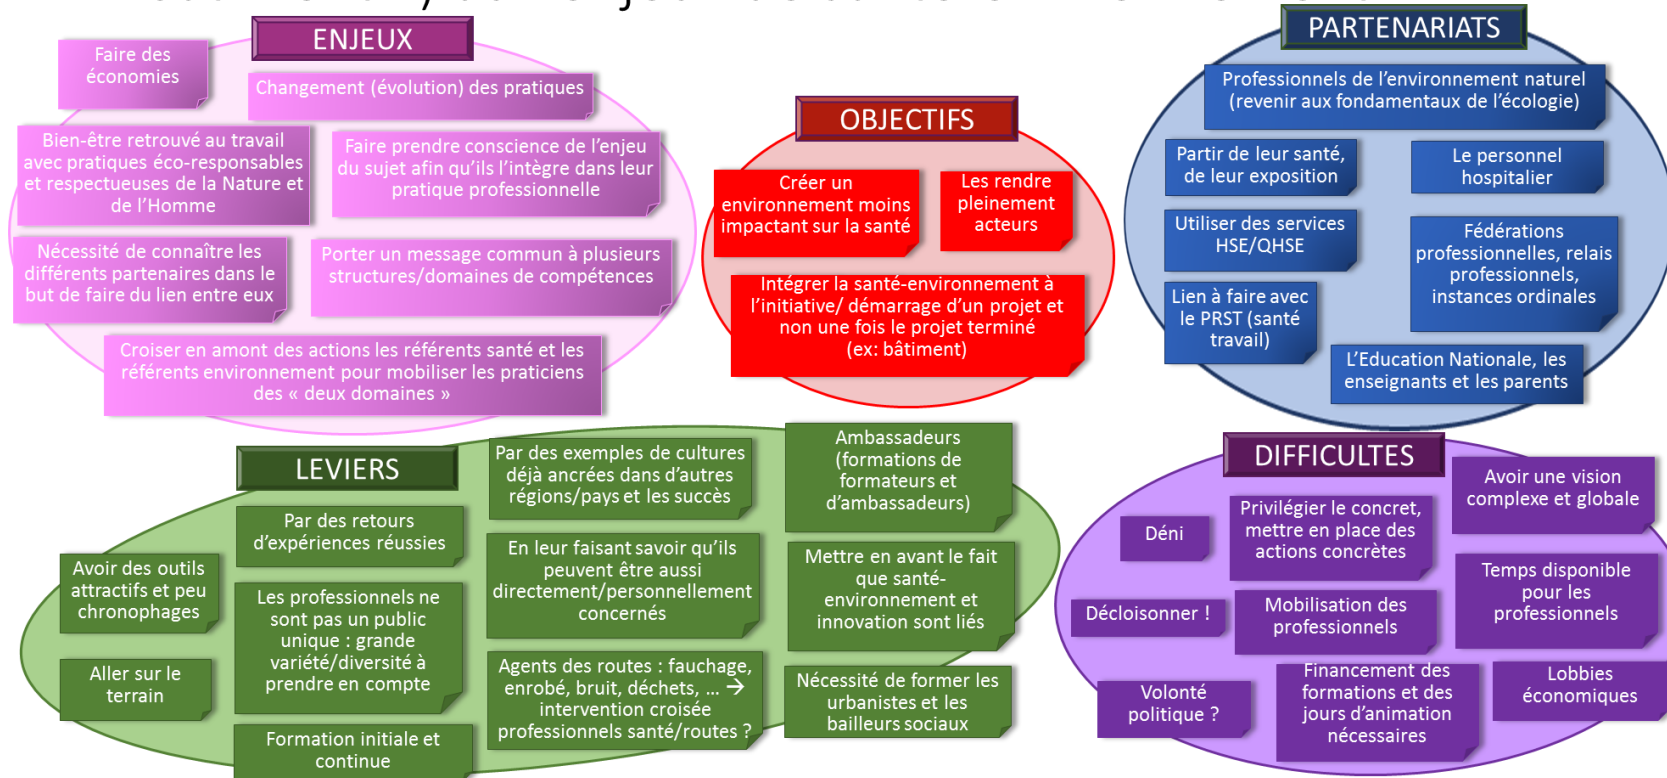 ENJEUX
Faire des
économies
Changement (évolution) des pratiques
Bien-être retrouvé au travail
avec pratiques éco-responsables
et respectueuses de la Nature et
de l'Homme
Faire prendre conscience de l'enjeu
du sujet afin qu'ils l'intègre dans leur
pratique professionnelle
Nécessité de connaître les
différents partenaires dans le
but de faire du lien entre eux
Porter un message commun à plusieurs
structures/domaines de compétences
Croiser en amont des actions les référents santé et les
référents environnement pour mobiliser les praticiens
des « deux domaines »
OBJECTIFS
Créer un
environnement moins
impactant sur la santé
Les rendre
pleinement
acteurs
Intégrer la santé-environnement à
l'initiative/ démarrage d'un projet et
non une fois le projet terminé
(ex: bâtiment)
PARTENARIATS
Professionnels de l'environnement naturel
(revenir aux fondamentaux de l'écologie)
Partir de leur santé,
de leur exposition
Le personnel
hospitalier
Utiliser des services
HSE/QHSE
Fédérations
professionnelles, relais
professionnels,
instances ordinales
Lien à faire avec
le PRST (santé
travail)
L'Education Nationale, les
enseignants et les parents
LEVIERS
Par des exemples de cultures
déjà ancrées dans d'autres
régions/pays et les succès
Ambassadeurs
(formations de
formateurs et
d'ambassadeurs)
Par des retours
d'expériences réussies
Avoir des outils
attractifs et peu
chronophages
En leur faisant savoir qu'ils
peuvent être aussi
directement/personnellement
concernés
Mettre en avant le fait
que santé-
environnement et
innovation sont liés
Les professionnels ne
sont pas un public
unique : grande
variété/diversité à
prendre en compte
Aller sur le
terrain
Agents des routes : fauchage,
enrobé, bruit, déchets, ... →
intervention croisée
professionnels santé/routes ?
Nécessité de former les
urbanistes et les
bailleurs sociaux
Formation initiale et
continue
DIFFICULTES
Avoir une vision
complexe et globale
Privilégier le concret,
mettre en place des
actions concrètes
Déni
Temps disponible
pour les
professionnels
Décloisonner !
Mobilisation des
professionnels
Volonté
politique ?
Financement des
formations et des
jours d'animation
nécessaires
Lobbies
économiques